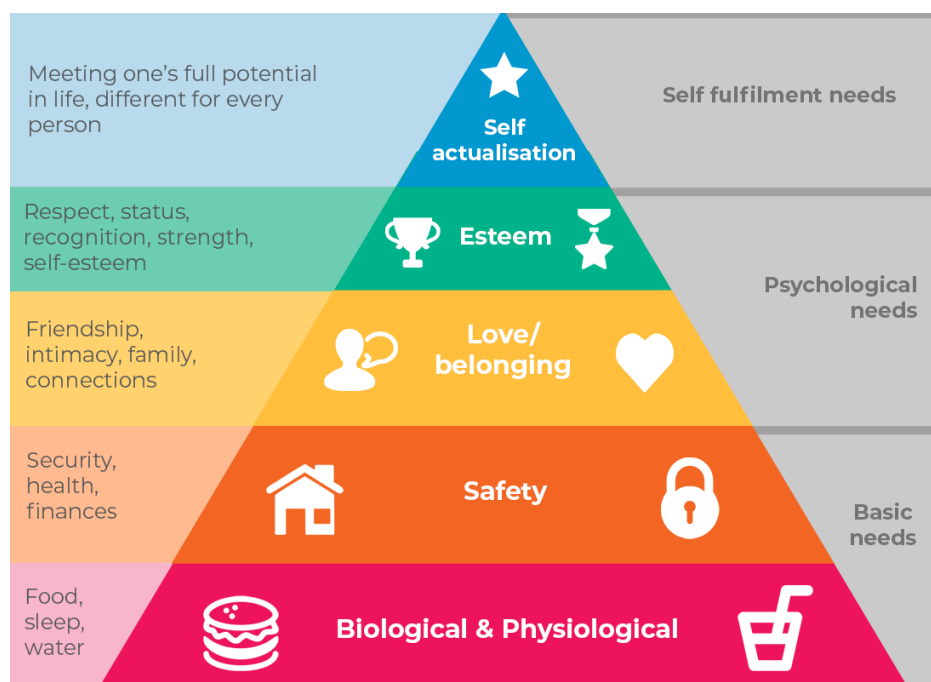 Meeting one’s full potential
in life, different for every
person
Self
actualisation
Self fulfilment needs
Respect, status,
recognition, strength,
self-esteem
Esteem
Psychological
needs
Friendship,
intimacy, family,
connections
Love/
belonging
Security,
health,
finances
Safety
Basic
needs
Food,
sleep,
water
Biological & Physiological